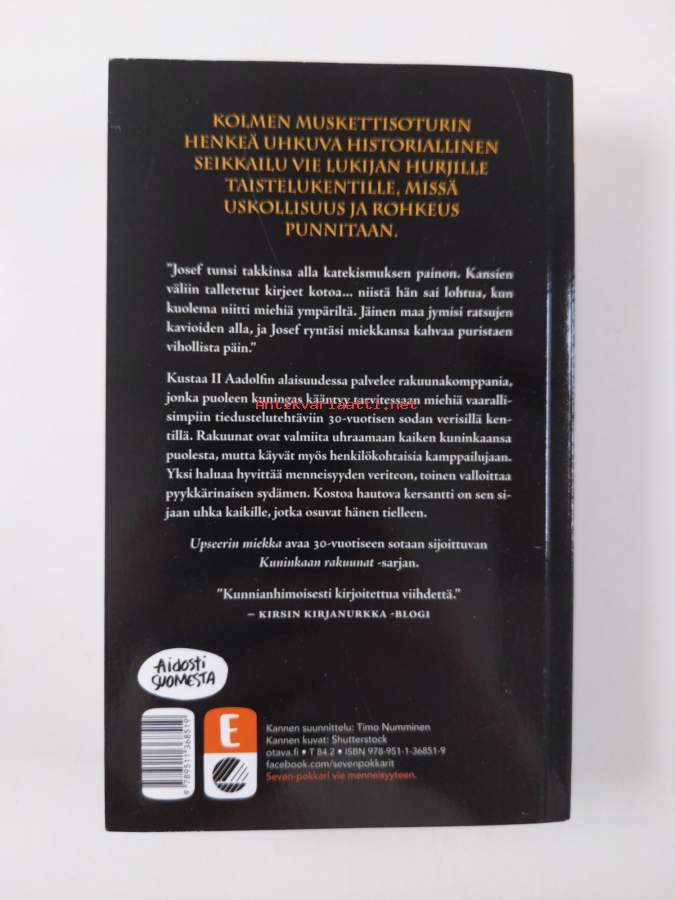 KOLMEN MUSKETTISOTURIN
HENKEÄ UHKUVA HISTORIALLINEN
SEIKKAILU VIE LUKIJAN HURJILLE
TAISTELUKENTILLE, MISSÄ
USKOLLISUUS JA ROHKEUS
PUNNITAAN.
"Josef tunsi takkinsa alla katekismuksen painon. Kansien
väliin talletetut kirjeet kotoa... niistä hän sai lohtua, kun
kuolema niitti miehiä ympäriltä. Jäinen maa jymisi ratsujen
kavioiden alla, ja Josef ryntäsi miekkansa kahvaa puristaen
vihollista päin."
Kustaa II Aadolfin alaisuudessa palvelee rakuunakomppania,
jonka puoleen kuningas kääntyy tarvitessaan miehiä vaaralli-
Antikvariaatti.net
simpiin tiedustelutehtäviin 30-vuotisen sodan verisillä ken-
tillä. Rakuunat ovat valmiita uhraamaan kaiken kuninkaansa
puolesta, mutta käyvät myös henkilökohtaisia kamppailujaan.
Yksi haluaa hyvittää menneisyyden veriteon, toinen valloittaa
pyykkärinaisen sydämen. Kostoa hautova kersantti on sen si-
jaan uhka kaikille, jotka osuvat hänen tielleen.
Upseerin miekka avaa 30-vuotiseen sotaan sijoittuvan
Kuninkaan rakuunat -sarjan.
"Kunnianhimoisesti kirjoitettua viihdettä."
– KIRSIN KIRJANURKKA -BLOGI
Aidosti
SUOMESTA
9 789511 368519
E
Kannen suunnittelu: Timo Numminen
Kannen kuvat: Shutterstock
otava.fi • T 84.2 • ISBN 978-951-1-36851-9
facebook.com/sevenpokkarit
Seven-pokkari vie menneisyyteen.